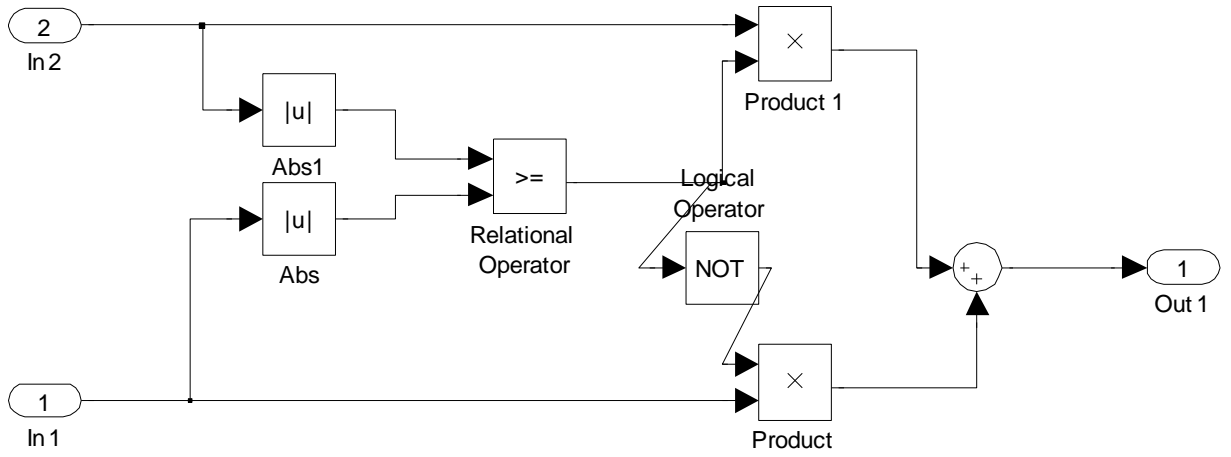 2
In 2
×
Product 1
|u|
Abs1
>=
Relational
Operator
Logical
Operator
|u|
Abs
NOT
+
+
1
Out 1
1
In 1
×
Product